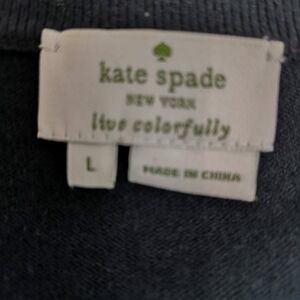 kate spade
NEW YORK
live colorfully
L
MADE IN CHINA